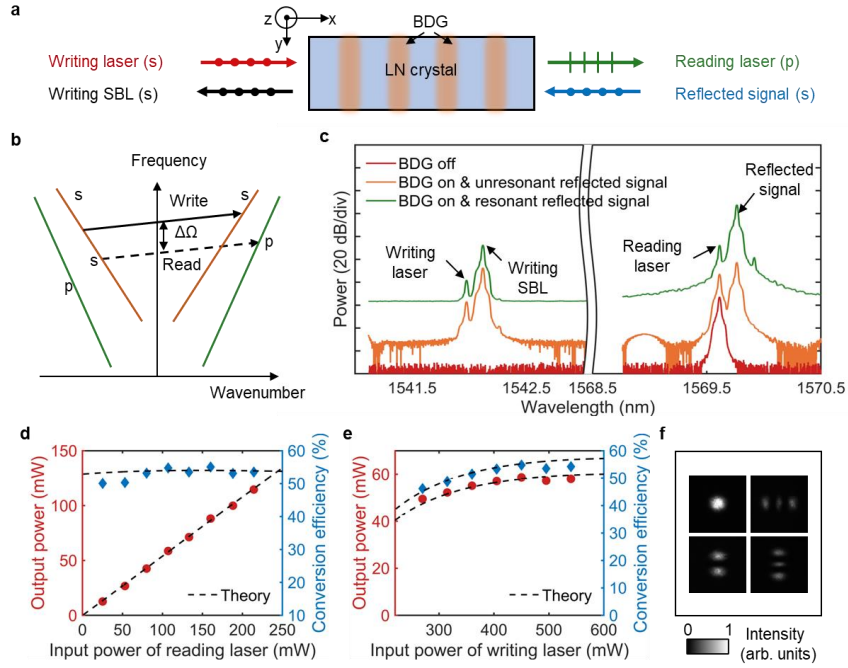 a
z
x
y
BDG
LN crystal
Writing laser (s)
Writing SBL (s)
Reading laser (p)
Reflected signal (s)
b
Frequency
s
Write
s
ΔΩ
s
Read
p
p
Wavenumber
c
BDG off
BDG on & unresonant reflected signal
BDG on & resonant reflected signal
Reflected
signal
Writing
laser
Writing
SBL
Reading
laser
Power (20 dB/div)
1541.5
1542.5
1568.5
1569.5
1570.5
Wavelength (nm)
d
150
100
50
0
Output power (mW)
60
50
40
30
20
10
Conversion efficiency (%)
Theory
0
50
100
150
200
250
Input power of reading laser (mW)
e
60
40
20
0
Output power (mW)
60
50
40
30
20
10
0
Conversion efficiency (%)
Theory
300
400
500
600
Input power of writing laser (mW)
f
0
1
Intensity
(arb. units)